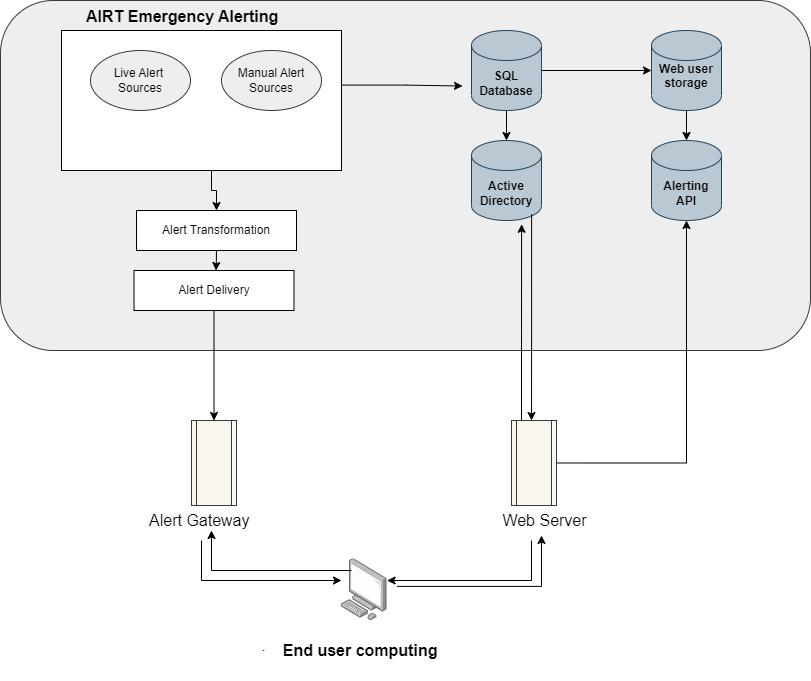 AIRT Emergency Alerting
Live Alert
Sources
Manual Alert
Sources
SQL
Database
Web user
storage
Active
Directory
Alerting
API
Alert Transformation
Alert Delivery
Alert Gateway
Web Server
· End user computing